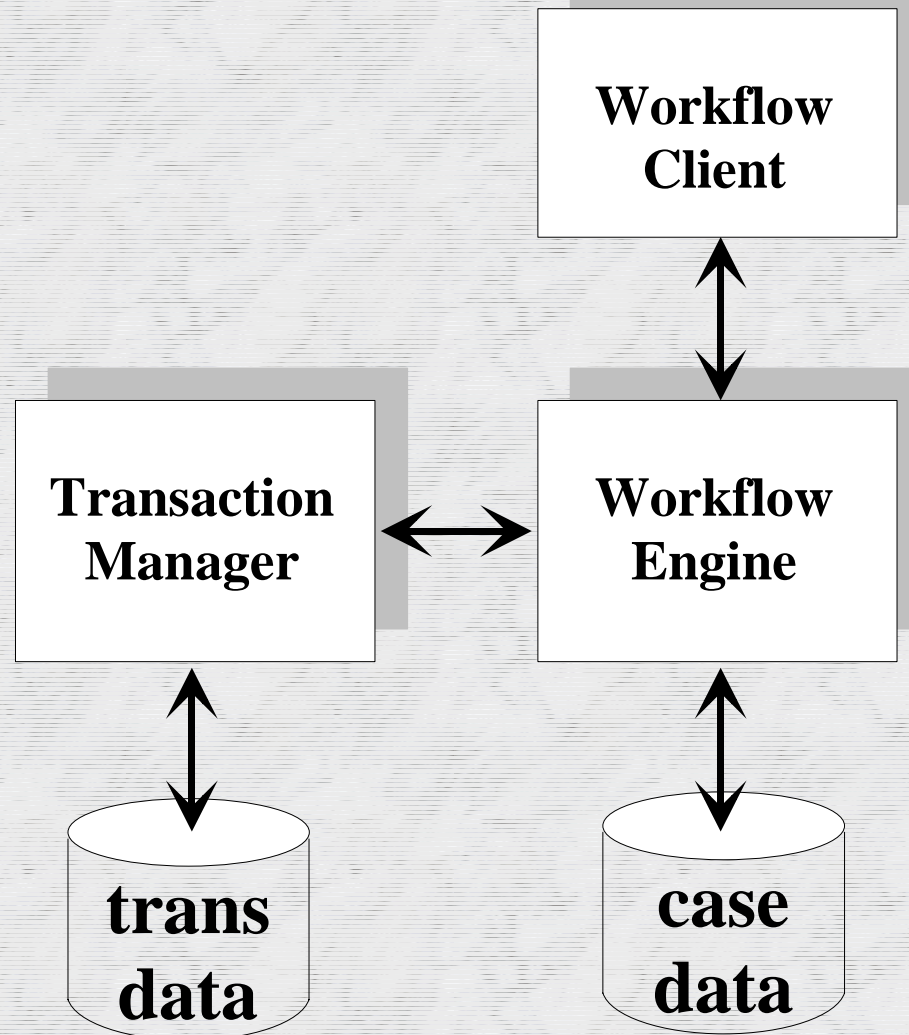 Workflow
Client
Transaction
Manager
Workflow
Engine
trans
data
case
data